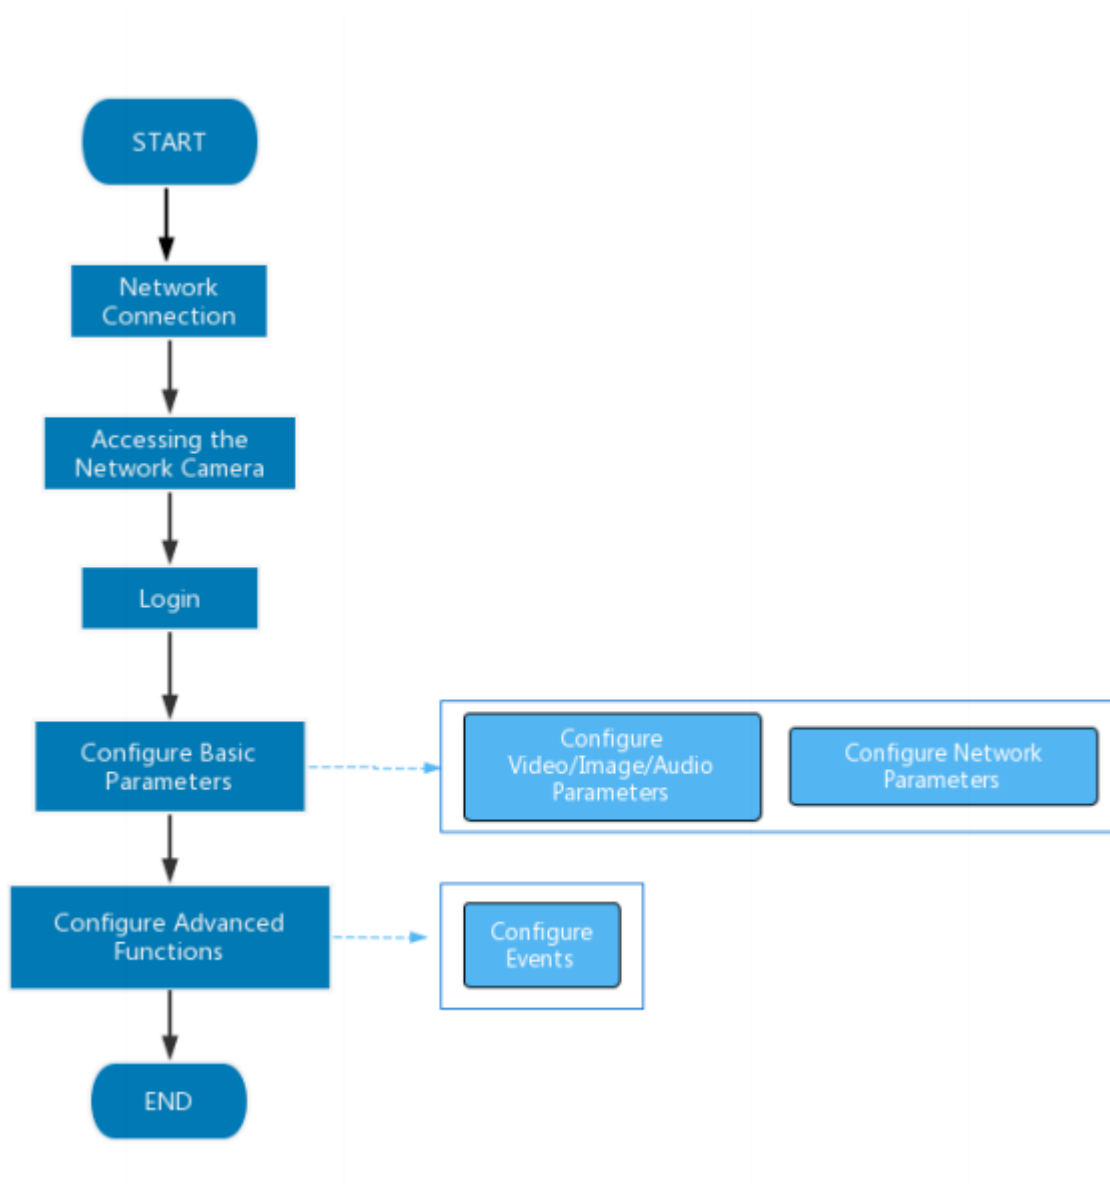 START
Network
Connection
Accessing the
Network Camera
Login
Configure Basic
Parameters
Configure
Video/Image/Audio
Parameters
Configure Network
Parameters
Configure Advanced
Functions
Configure
Events
END